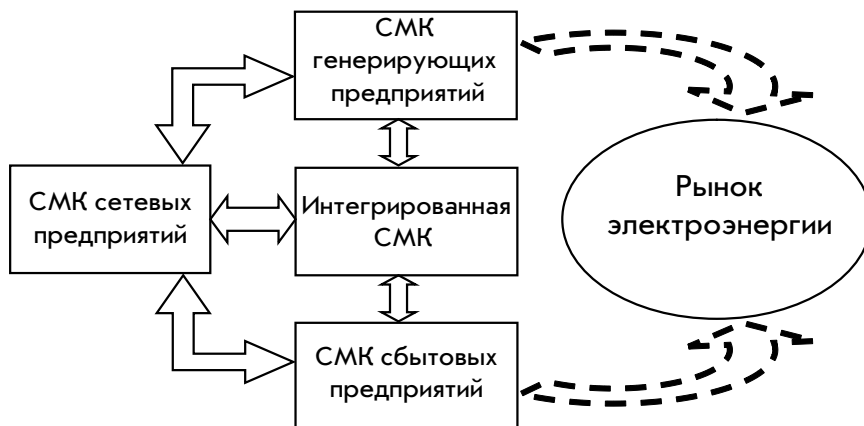 СМК
генерирующих
предприятий
СМК сетевых
предприятий
Интегрированная
СМК
Рынок
электроэнергии
СМК сбытовых
предприятий